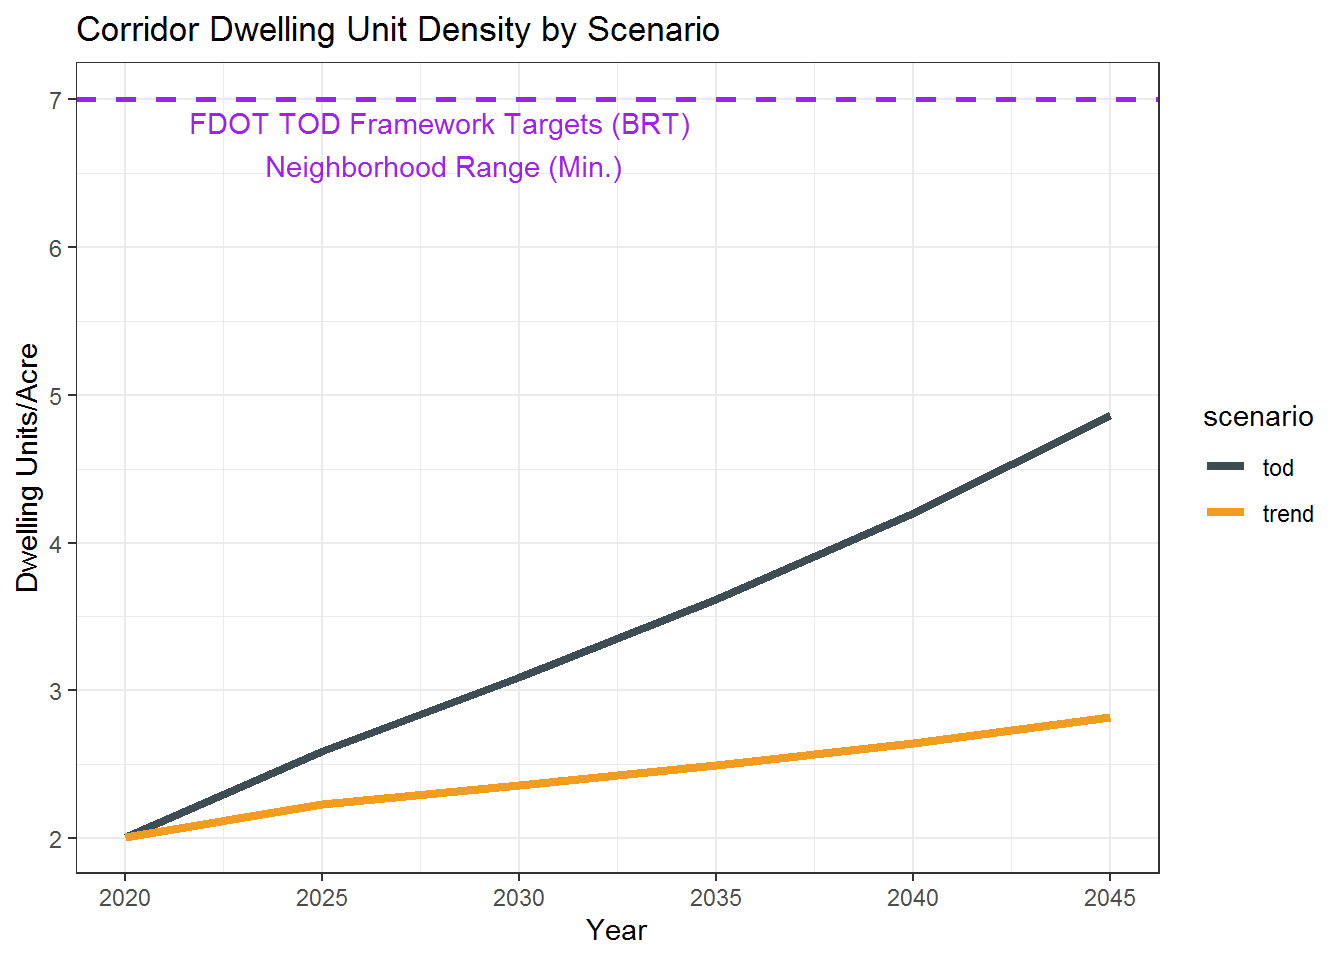 Corridor Dwelling Unit Density by Scenario
7
FDOT TOD Framework Targets (BRT)
Neighborhood Range (Min.)
6
5
4
3
2
Dwelling Units/Acre
scenario
tod
trend
2020 2025 2030 2035 2040 2045
Year